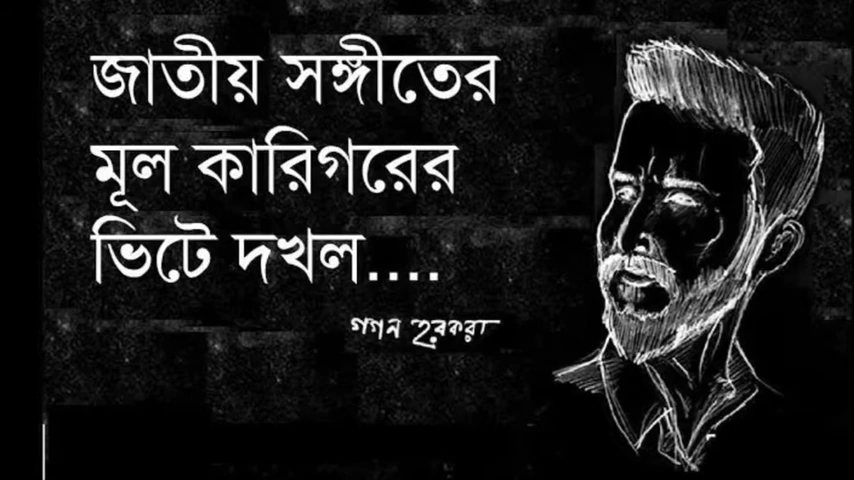 জাতীয় সঙ্গীতের
মূল কারিগরের
ভিটে দখল....
গগন হরকরা